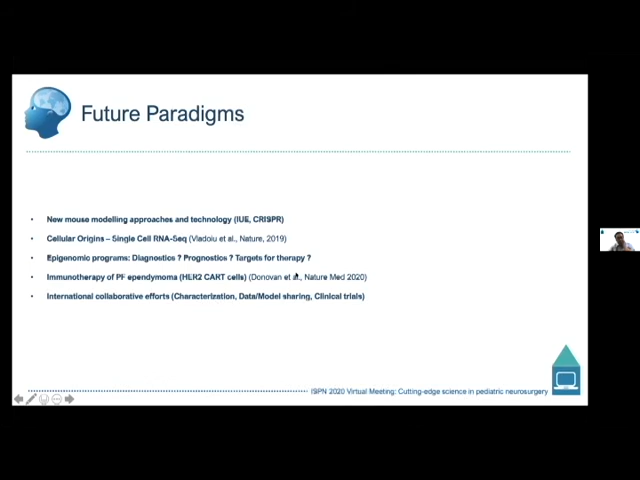 Future Paradigms
• New mouse modelling approaches and technology (IUE, CRISPR)
• Cellular Origins – Single Cell RNA-Seq (Vladoiu et al., Nature, 2019)
• Epigenomic programs: Diagnostics ? Prognostics ? Targets for therapy ?
• Immunotherapy of PF ependymoma (HER2 CART cells) (Donovan et al., Nature Med 2020)
• International collaborative efforts (Characterization, Data/Model sharing, Clinical trials)
ISPN 2020 Virtual Meeting: Cutting-edge science in pediatric neurosurgery